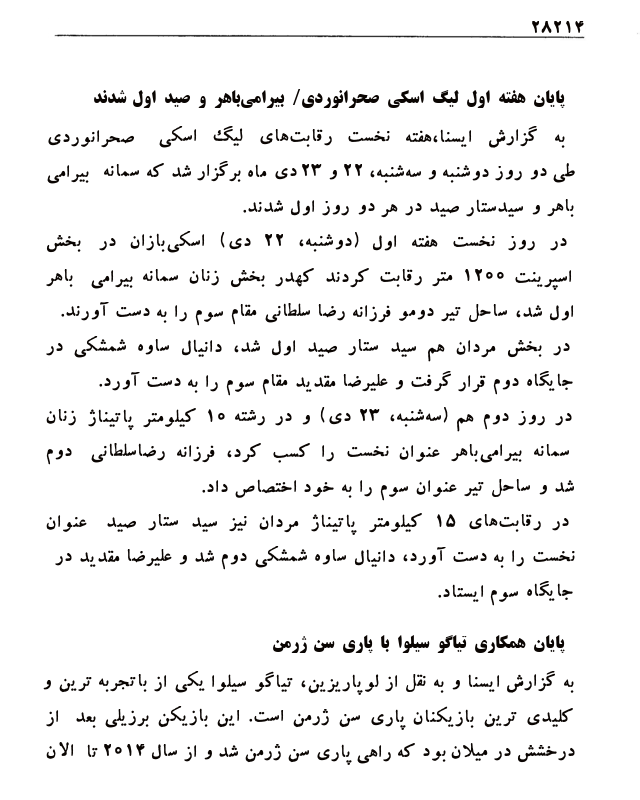 ۲۸۲۱۴
پایان هفته اول لیگ اسکی صحرانوردی/ بیرامی‌باهر و صید اول شدند
به گزارش ایسنا،هفته نخست رقابت‌های لیگ اسکی صحرانوردی
طی دو روز دوشنبه و سه‌شنبه، ۲۲ و ۲۳ دی ماه برگزار شد که سمانه بیرامی
باهر و سیدستار صید در هر دو روز اول شدند.
در روز نخست هفته اول (دوشنبه، ۲۲ دی) اسکی‌بازان در بخش
اسپرینت ۱۲۰۰ متر رقابت کردند کهدر بخش زنان سمانه بیرامی باهر
اول شد، ساحل تیر دومو فرزانه رضا سلطانی مقام سوم را به دست آورند.
در بخش مردان هم سید ستار صید اول شد، دانیال ساوه شمشکی در
جایگاه دوم قرار گرفت و علیرضا مقدید مقام سوم را به دست آورد.
در روز دوم هم (سه‌شنبه، ۲۳ دی) و در رشته ۱۰ کیلومتر پاتیناژ زنان
سمانه بیرامی‌باهر عنوان نخست را کسب کرد، فرزانه رضاسلطانی دوم
شد و ساحل تیر عنوان سوم را به خود اختصاص داد.
در رقابت‌های ۱۵ کیلومتر پاتیناژ مردان نیز سید ستار صید عنوان
نخست را به دست آورد، دانیال ساوه شمشکی دوم شد و علیرضا مقدید در
جایگاه سوم ایستاد.
پایان همکاری تیاگو سیلوا با پاری سن ژرمن
به گزارش ایسنا و به نقل از لوپاریزین، تیاگو سیلوا یکی از باتجربه ترین و
کلیدی ترین بازیکنان پاری سن ژرمن است. این بازیکن برزیلی بعد از
درخشش در میلان بود که راهی پاری سن ژرمن شد و از سال ۲۰۱۴ تا الان